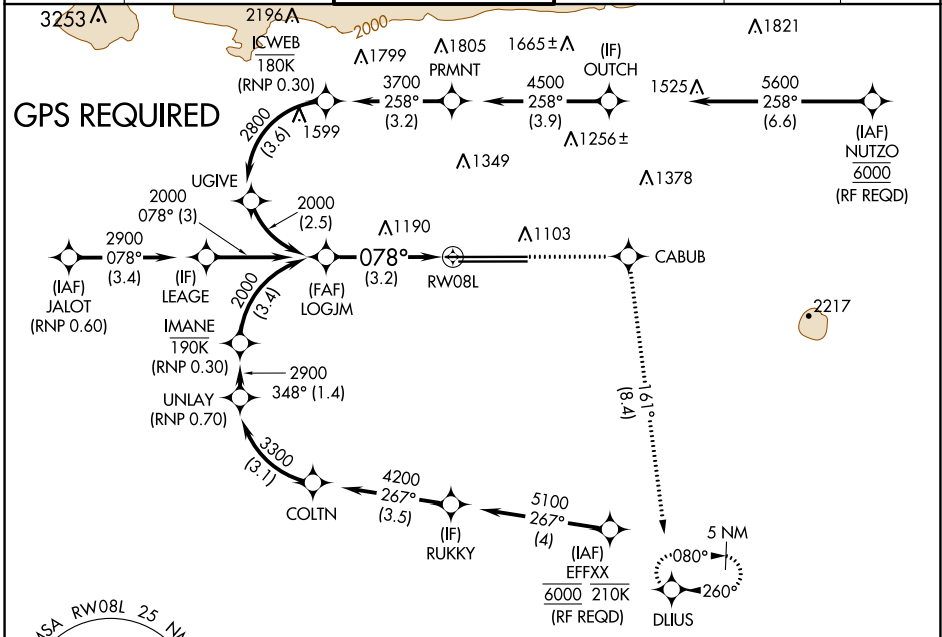 3253
2196
2000
1821
ICWEB
180K
(RNP 0.30)
1799
1805
1665±
PRMNT
(IF)
OUTCH
3700
258°
(3.2)
4500
258°
(3.9)
1525
5600
258°
(6.6)
GPS REQUIRED
2800
(3.6)
1599
1256±
(IAF)
NUTZO
6000
(RF REQD)
1349
1378
UGIVE
2000
078° (3)
2000
(2.5)
1190
1103
2900
078°
(3.4)
078°
(3.2)
CABUB
(IAF)
JALOT
(RNP 0.60)
(IF)
LEAGE
(FAF)
LOGJM
RW08L
2000
(3.4)
2217
IMANE
190K
(RNP 0.30)
2900
348° (1.4)
UNLAY
(RNP 0.70)
161°
(8.4)
3300
(3.1)
4200
267°
(3.5)
COLTN
5100
267°
(4)
(IF)
RUKKY
(IAF)
EFFXX
6000 210K
(RF REQD)
5 NM
080°
260°
DLIUS
MSA RW08L 25 NM